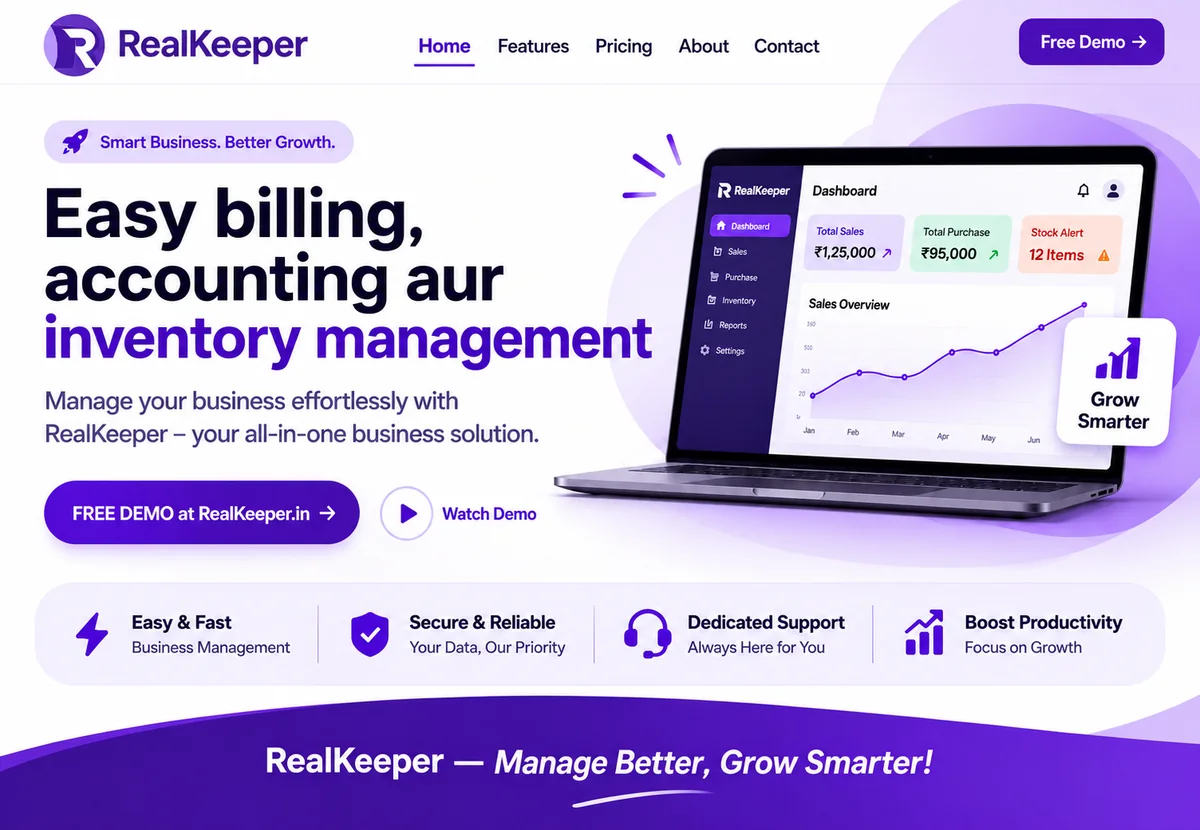 RealKeeper
Home
Features
Pricing
About
Contact
Free Demo →
Smart Business. Better Growth.
Easy billing,
accounting aur
inventory management
Manage your business effortlessly with
RealKeeper – your all-in-one business solution.
FREE DEMO at RealKeeper.in →
Watch Demo
RealKeeper
Dashboard
Sales
Purchase
Inventory
Reports
Settings
Dashboard
Total Sales
₹1,25,000
Total Purchase
₹95,000
Stock Alert
12 Items
Sales Overview
20
Jan
Feb
Mar
Apr
May
Jun
Grow
Smarter
Easy & Fast
Business Management
Secure & Reliable
Your Data, Our Priority
Dedicated Support
Always Here for You
Boost Productivity
Focus on Growth
RealKeeper — Manage Better, Grow Smarter!